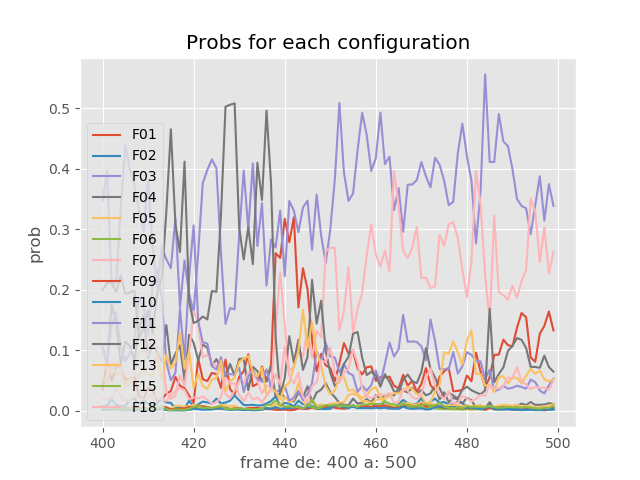 Probs for each configuration
prob
0.5
0.4
0.3
0.2
0.1
0.0
F01
F02
F03
F04
F05
F06
F07
F09
F10
F11
F12
F13
F15
F18
400
420
440
460
480
500
frame de: 400 a: 500